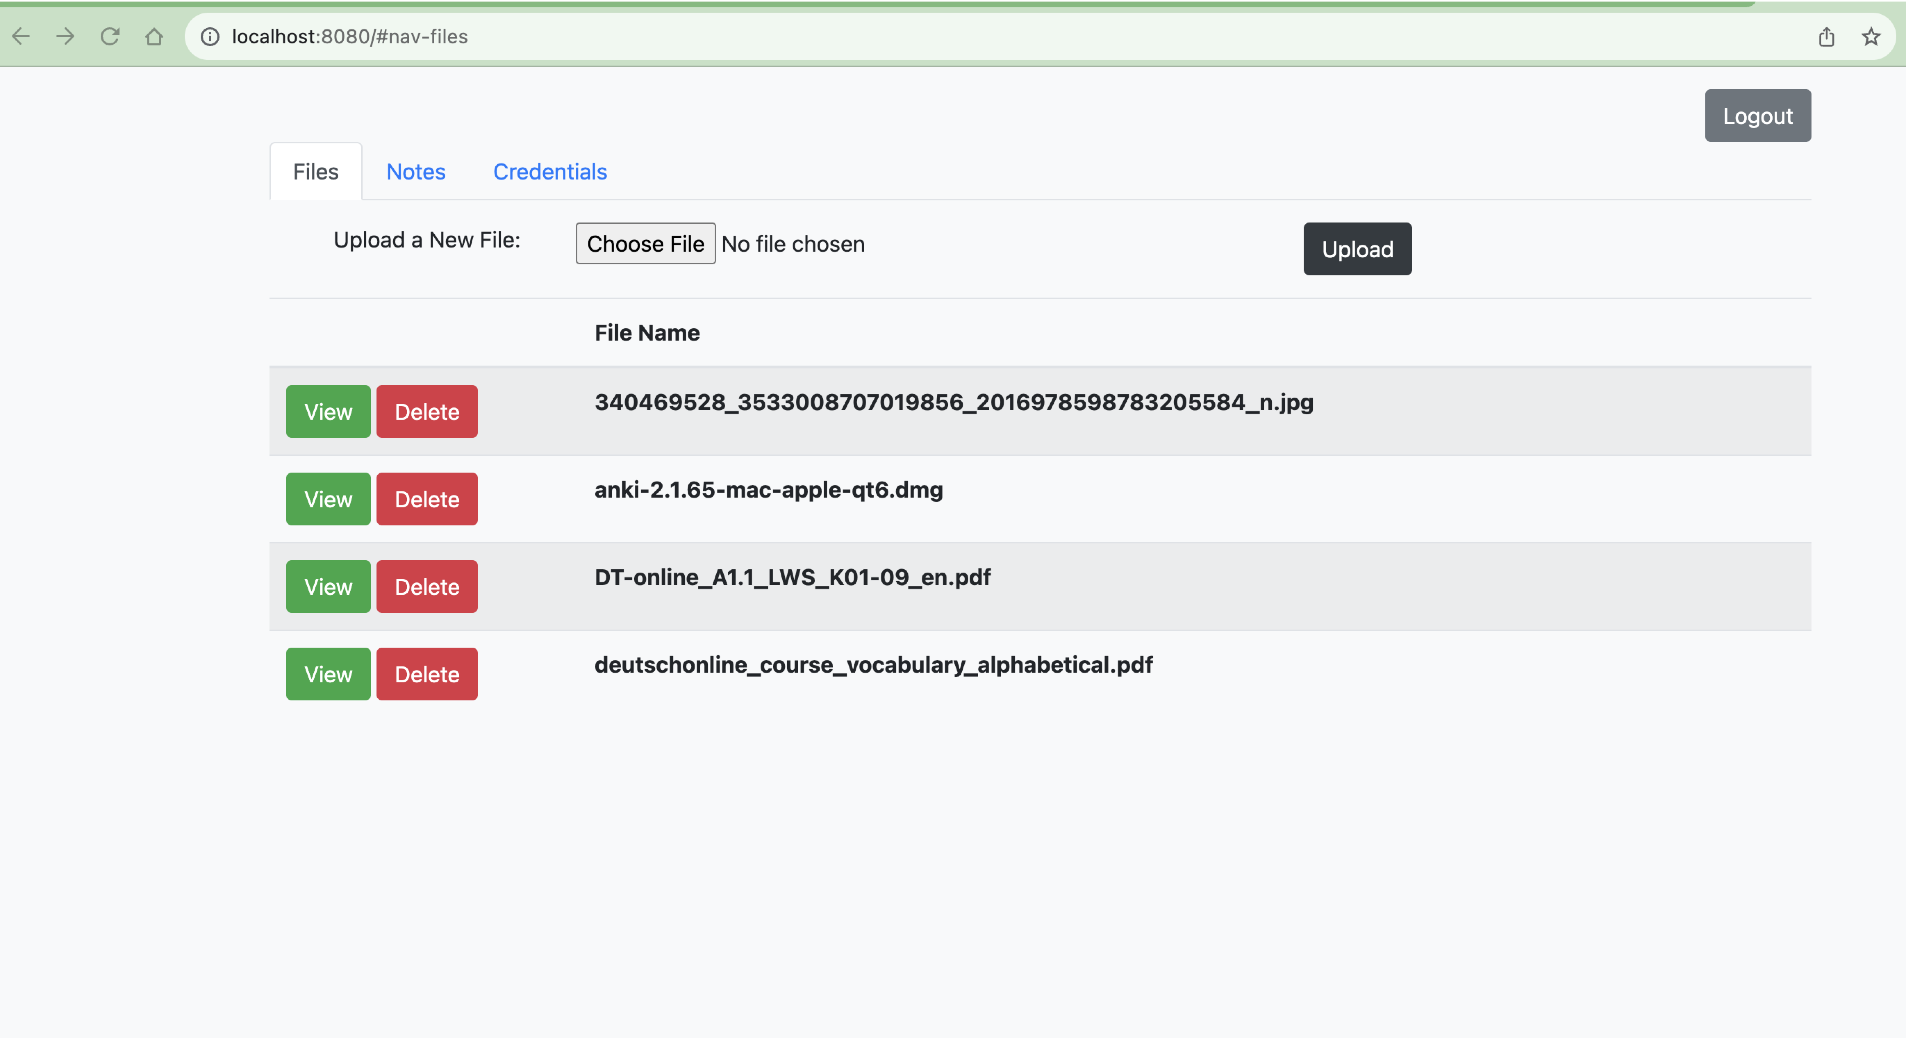 localhost:8080/#nav-files
Logout
Files Notes Credentials
Upload a New File: Choose File No file chosen Upload
File Name
View Delete 340469528_3533008707019856_2016978598783205584_n.jpg
View Delete anki-2.1.65-mac-apple-qt6.dmg
View Delete DT-online_A1.1_LWS_K01-09_en.pdf
View Delete deutschonline_course_vocabulary_alphabetical.pdf